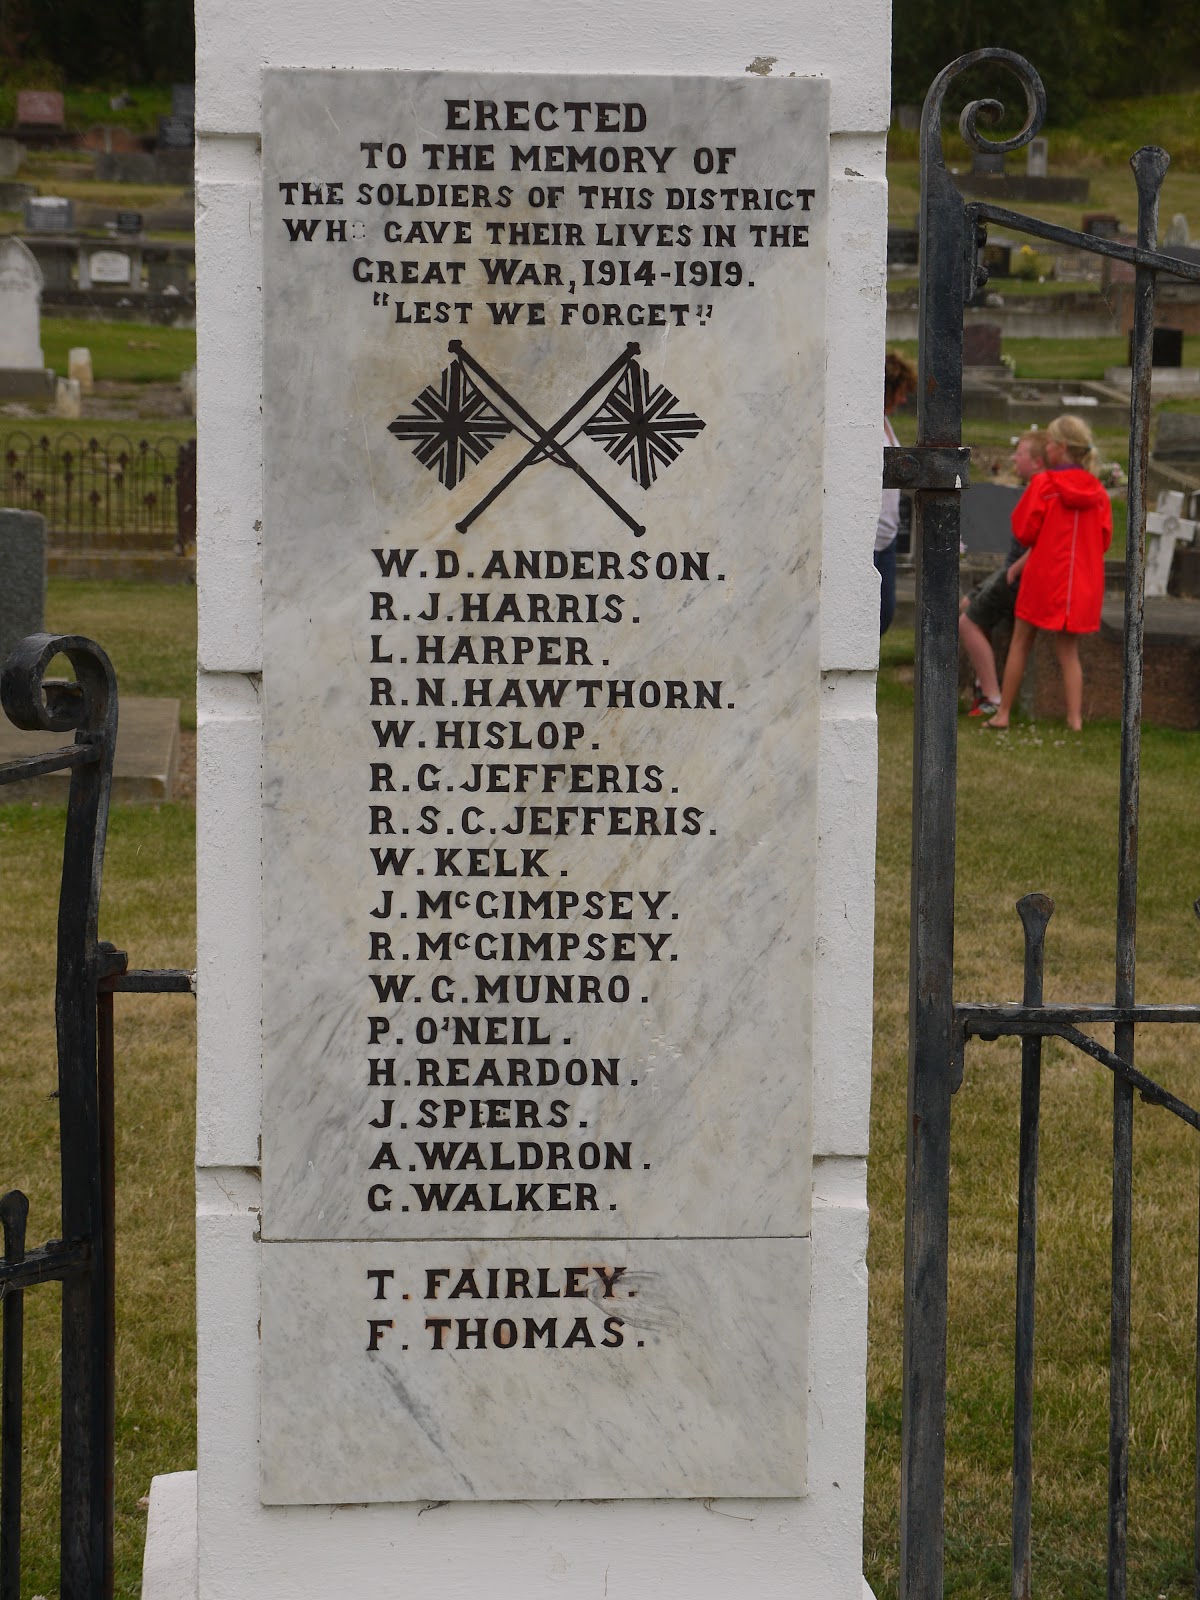 ERECTED
TO THE MEMORY OF
THE SOLDIERS OF THIS DISTRICT
WHO GAVE THEIR LIVES IN THE
GREAT WAR, 1914-1919.
"LEST WE FORGET".
W.D.ANDERSON.
R.J.HARRIS.
L.HARPER.
R.N.HAWTHORN.
W.HISLOP.
R.G.JEFFERIS.
R.S.C.JEFFERIS.
W.KELK.
J.McGIMPSEY.
R.McGIMPSEY.
W.G.MUNRO.
P.O'NEIL.
H.REARDON.
J.SPIERS.
A.WALDRON.
G.WALKER.
T. FAIRLEY.
F. THOMAS.